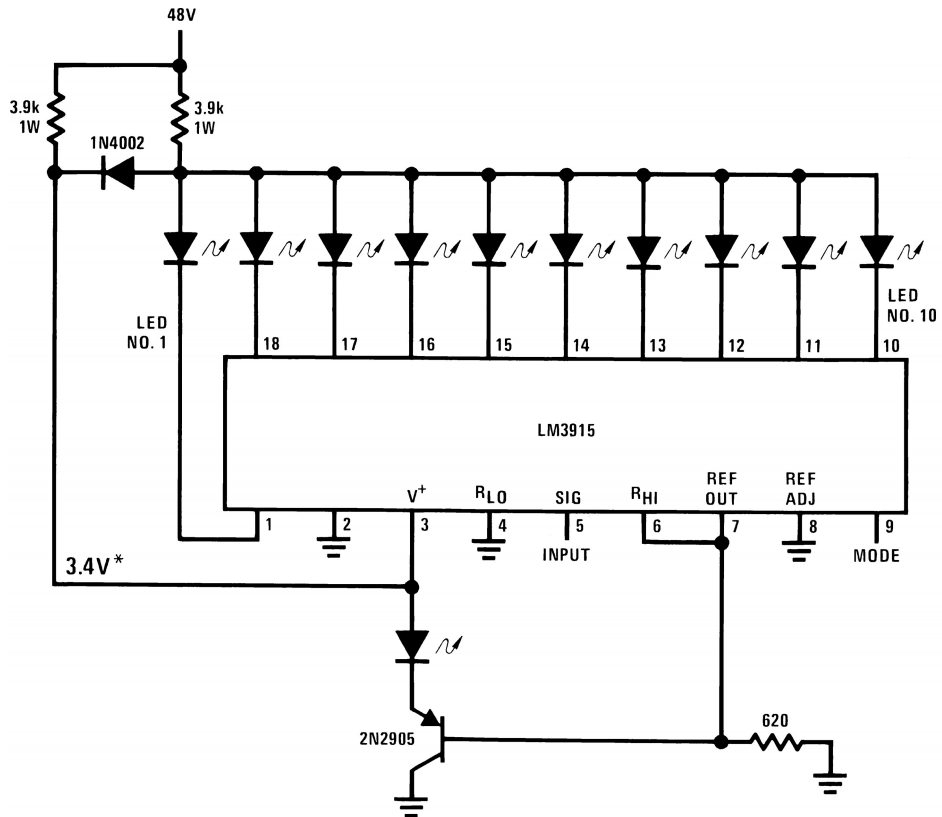 48V
3.9k
1W
3.9k
1W
1N4002
LED
NO. 1
LED
NO. 10
18
17
16
15
14
13
12
11
10
LM3915
V+
RLO
SIG
RHI
REF
OUT
REF
ADJ
1
2
3
4
5
6
7
8
9
INPUT
MODE
3.4V*
2N2905
620